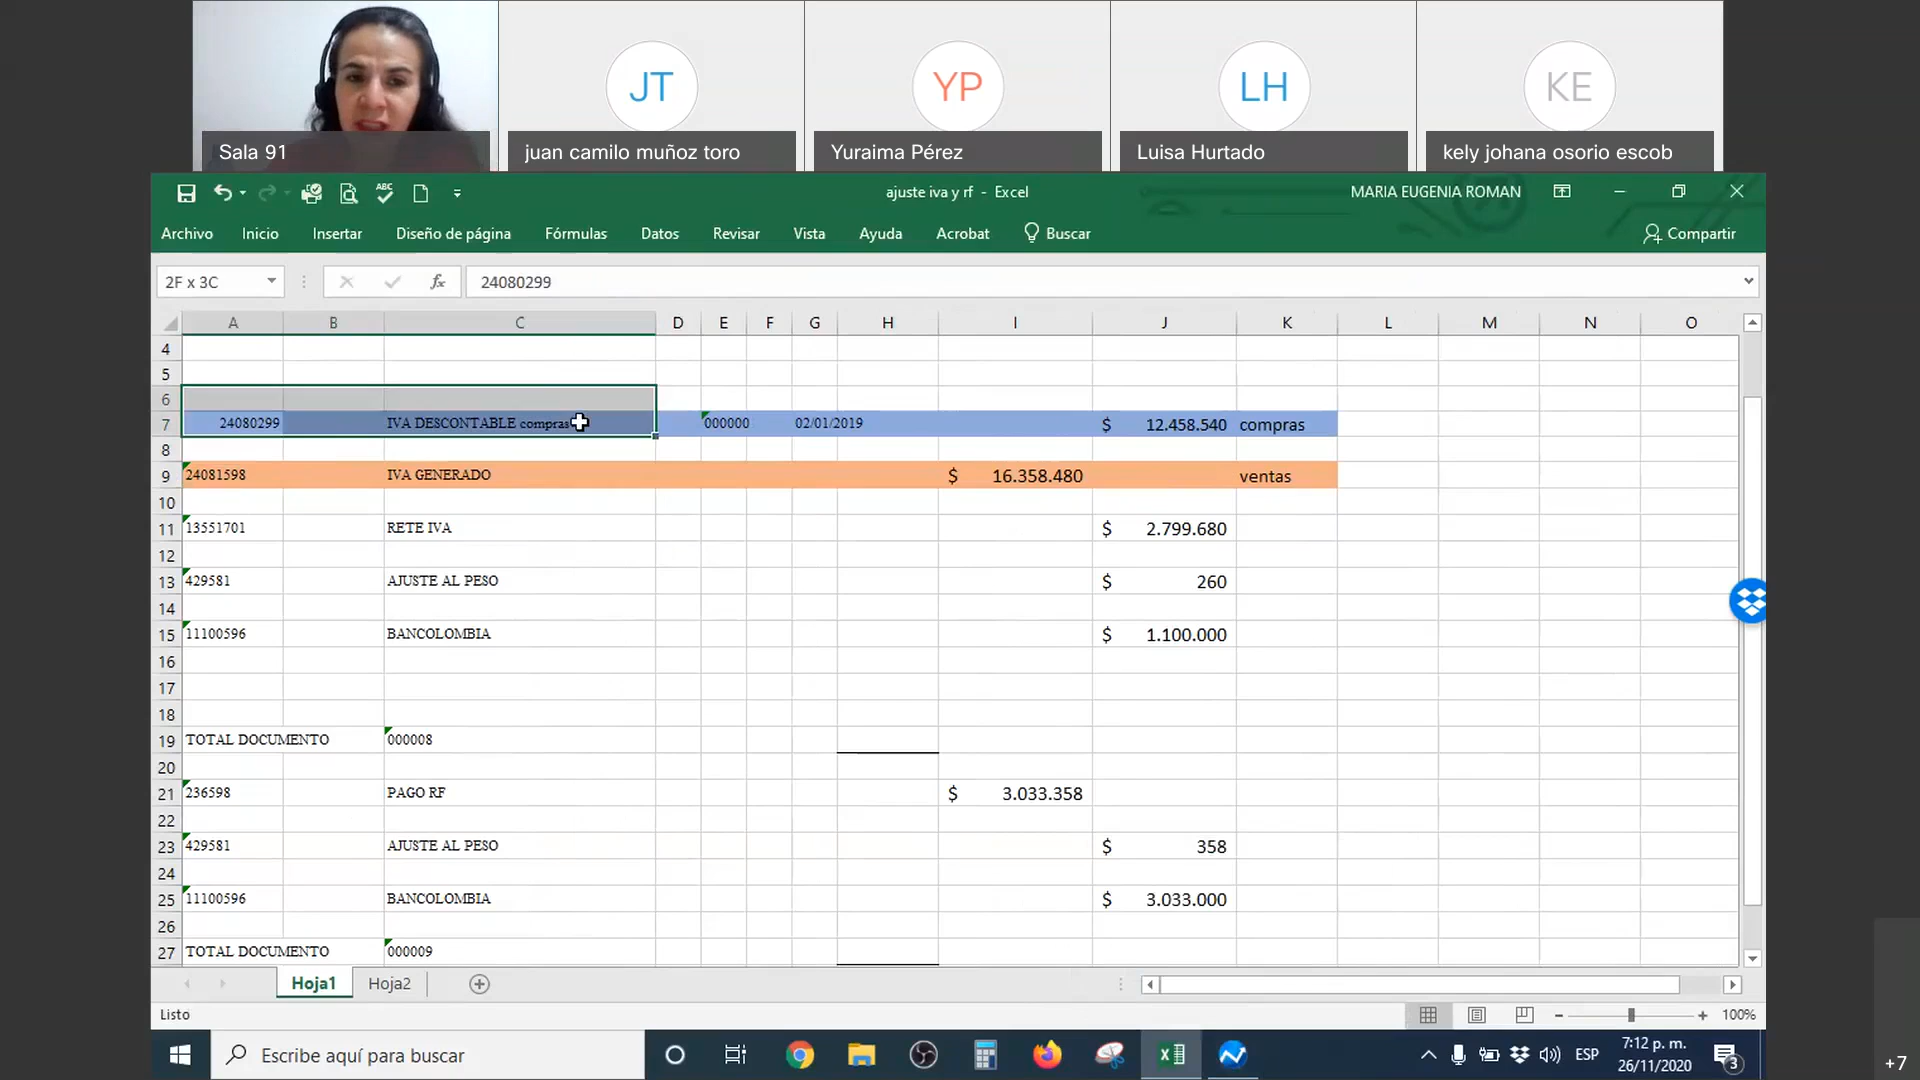 JT
YP
LH
KE
Sala 91
juan camilo muñoz toro
Yuraima Pérez
Luisa Hurtado
kely johana osorio escob
ABC
ajuste iva y rf - Excel
MARIA EUGENIA ROMAN
Archivo Inicio Insertar Diseño de página Fórmulas Datos Revisar Vista Ayuda Acrobat Buscar Compartir
2F x 3C fx 24080299
A B C D E F G H I J K L M N O
4
5
6
7 24080299 IVA DESCONTABLE compras 000000 02/01/2019 $ 12.458.540 compras
8
9 24081598 IVA GENERADO $ 16.358.480 ventas
10
11 13551701 RETE IVA $ 2.799.680
12
13 429581 AJUSTE AL PESO $ 260
14
15 11100596 BANCOLOMBIA $ 1.100.000
16
17
18
19 TOTAL DOCUMENTO 000008
20
21 236598 PAGO RF $ 3.033.358
22
23 429581 AJUSTE AL PESO $ 358
24
25 11100596 BANCOLOMBIA $ 3.033.000
26
27 TOTAL DOCUMENTO 000009
Hoja1 Hoja2
Listo 100%
Escribe aquí para buscar
ESP
7:12 p. m.
26/11/2020
3
+7